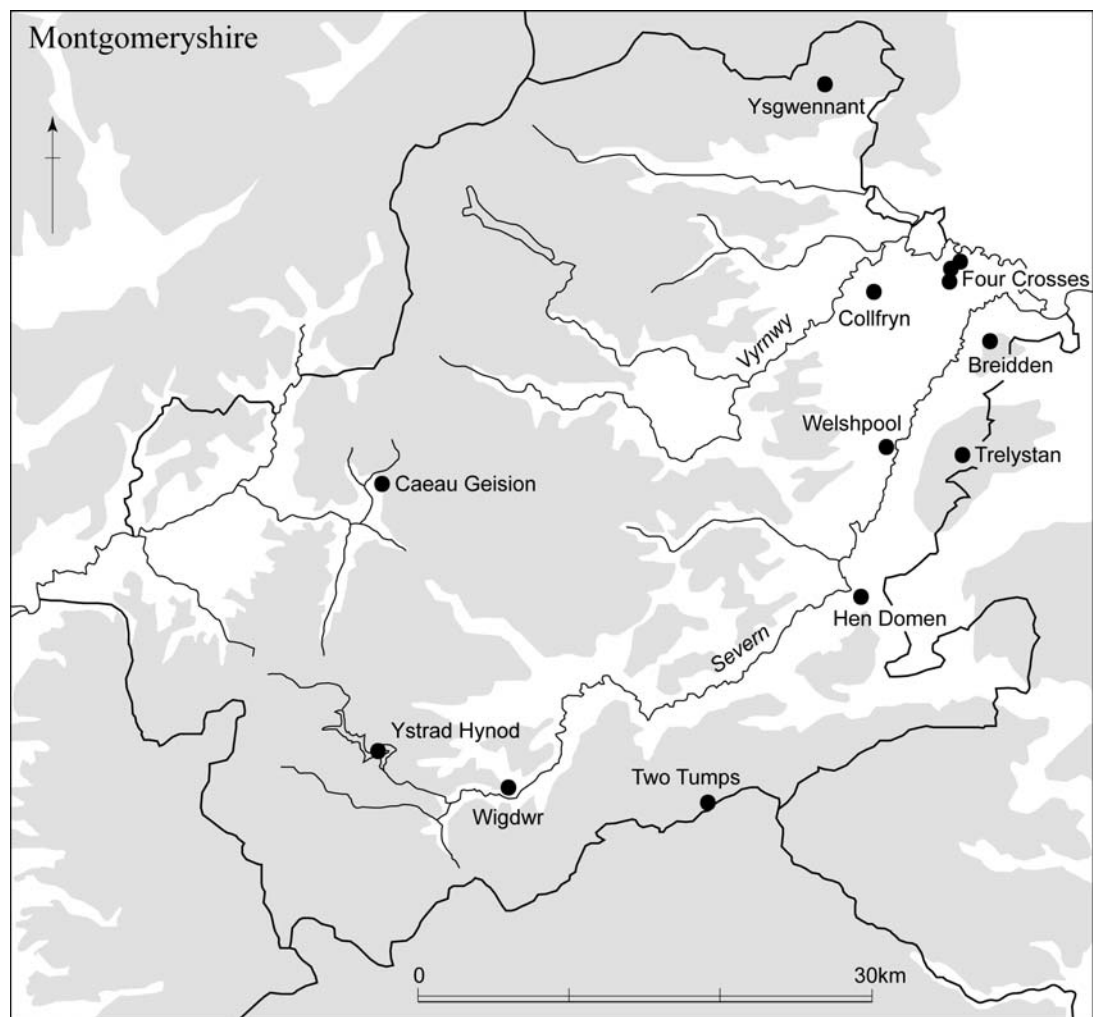 Montgomeryshire
Ysgwennant
Four Crosses
Collfryn
Vyrnwy
Breidden
Welshpool
Trelystan
Caeau Geision
Hen Domen
Severn
Ystrad Hynod
Two Tumps
Wigdwr
0 30km